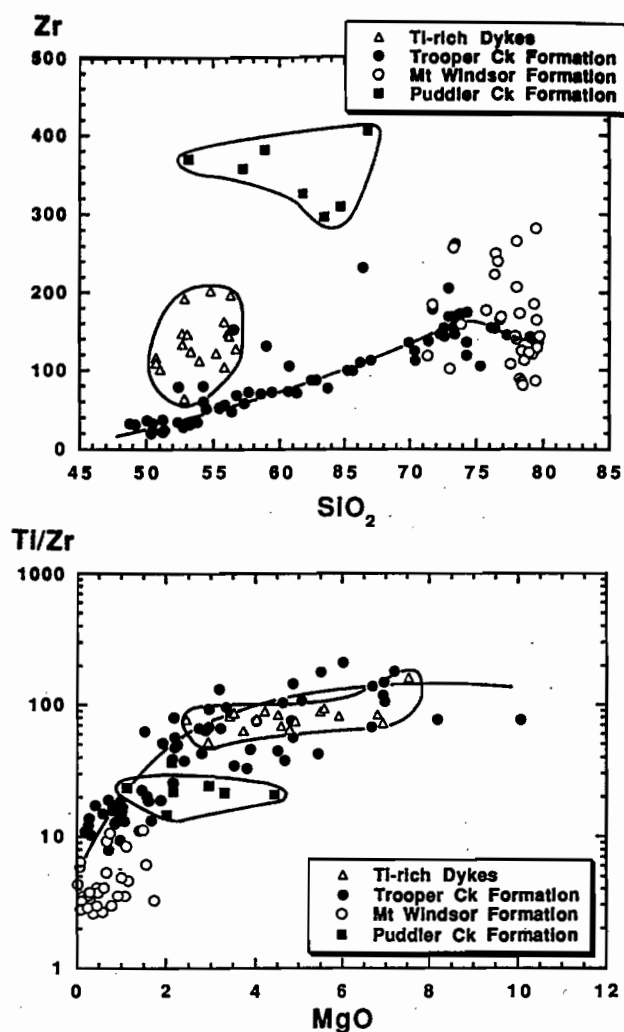 Zr
Ti-rich Dykes
Trooper Ck Formation
Mt Windsor Formation
Puddler Ck Formation
500
400
300
200
100
0
45 50 55 60 65 70 75 80 85
SiO₂
Ti/Zr
1000
100
10
1
Ti-rich Dykes
Trooper Ck Formation
Mt Windsor Formation
Puddler Ck Formation
0 2 4 6 8 10 12
MgO